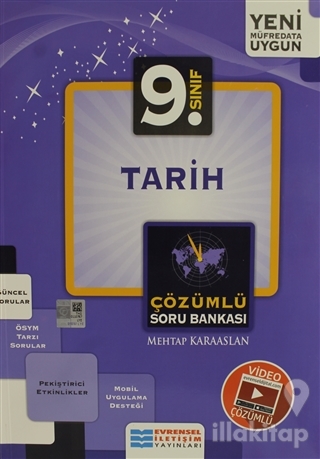 YENİ
MÜFREDATA
UYGUN
9. SINIF
TARİH
ÇÖZÜMLÜ
SORU BANKASI
MEHTAP KARAASLAN
GÜNCEL
SORULAR
ÖSYM
TARZI
SORULAR
PEKİŞTİRİCİ
ETKİNLİKLER
MOBİL
UYGULAMA
DESTEĞİ
VİDEO
ÇÖZÜMLÜ
EVRENSEL
İLETİŞİM
YAYINLARI
illakitap